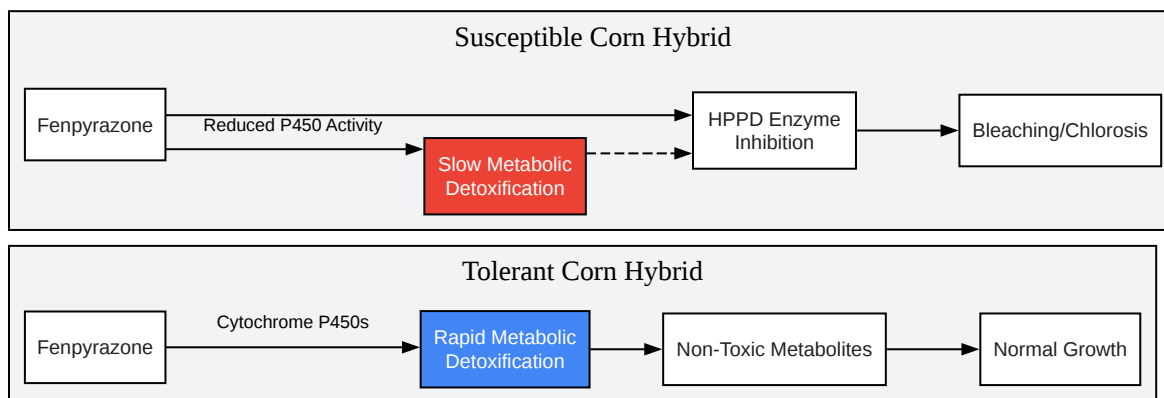 Susceptible Corn Hybrid
Fenpyrazone
Reduced P450 Activity
Slow Metabolic
Detoxification
HPPD Enzyme
Inhibition
Bleaching/Chlorosis
Tolerant Corn Hybrid
Fenpyrazone
Cytochrome P450s
Rapid Metabolic
Detoxification
Non-Toxic Metabolites
Normal Growth